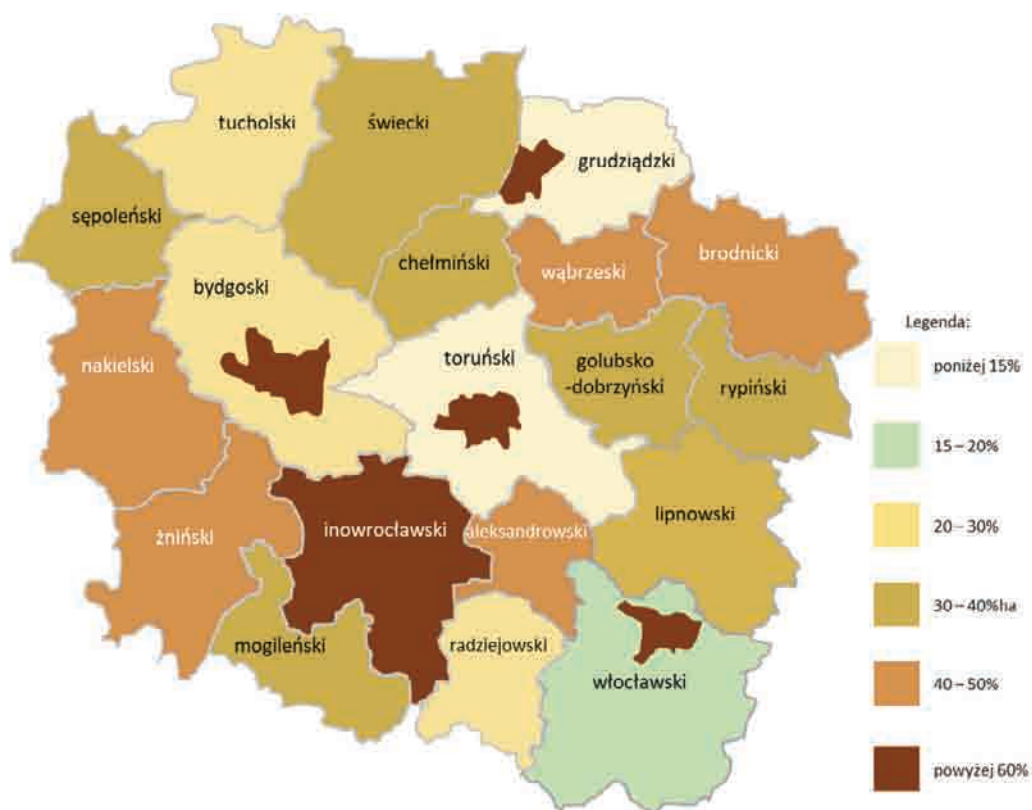 tucholski
świecki
grudziądzki
sępoleński
chełmiński
wąbrzeski
brodnicki
bydgoski
nakielski
toruński
golubsko
-dobrzyński
rypiński
żniński
inowrocławski
aleksandrowski
lipnowski
mogileński
radziejowski
włocławski
Legenda:
poniżej 15%
15 – 20%
20 – 30%
30 – 40%ha
40 – 50%
powyżej 60%